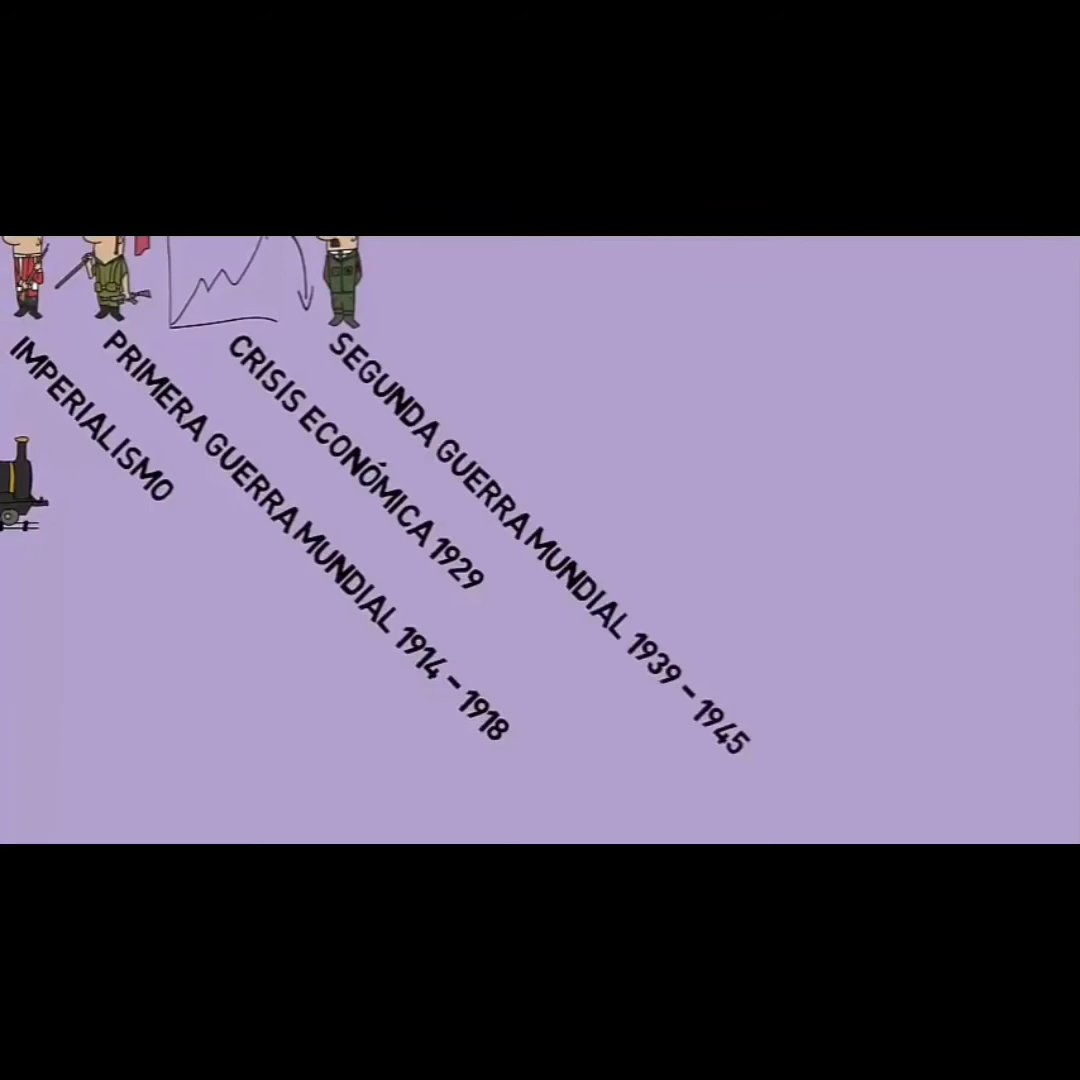 IMPERIALISMO
PRIMERA GUERRA MUNDIAL 1914 - 1918
CRISIS ECONÓMICA 1929
SEGUNDA GUERRA MUNDIAL 1939 - 1945